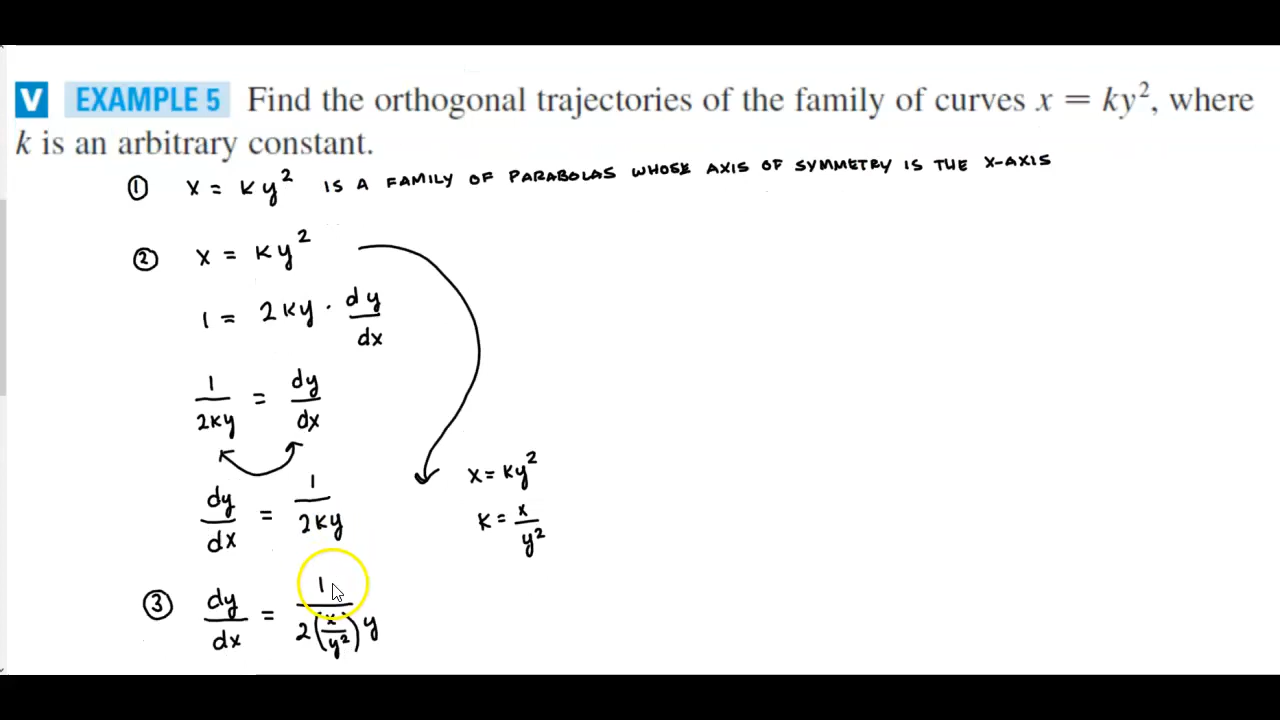 V EXAMPLE 5 Find the orthogonal trajectories of the family of curves x = ky², where
k is an arbitrary constant.
① x = ky² IS A FAMILY OF PARABOLAS WHOSE AXIS OF SYMMETRY IS THE X-AXIS
② x = ky²
1 = 2ky · dy/dx
1/2ky = dy/dx
dy/dx = 1/2ky
x = ky²
k = x/y²
③ dy/dx = 1/2(x/y²)y